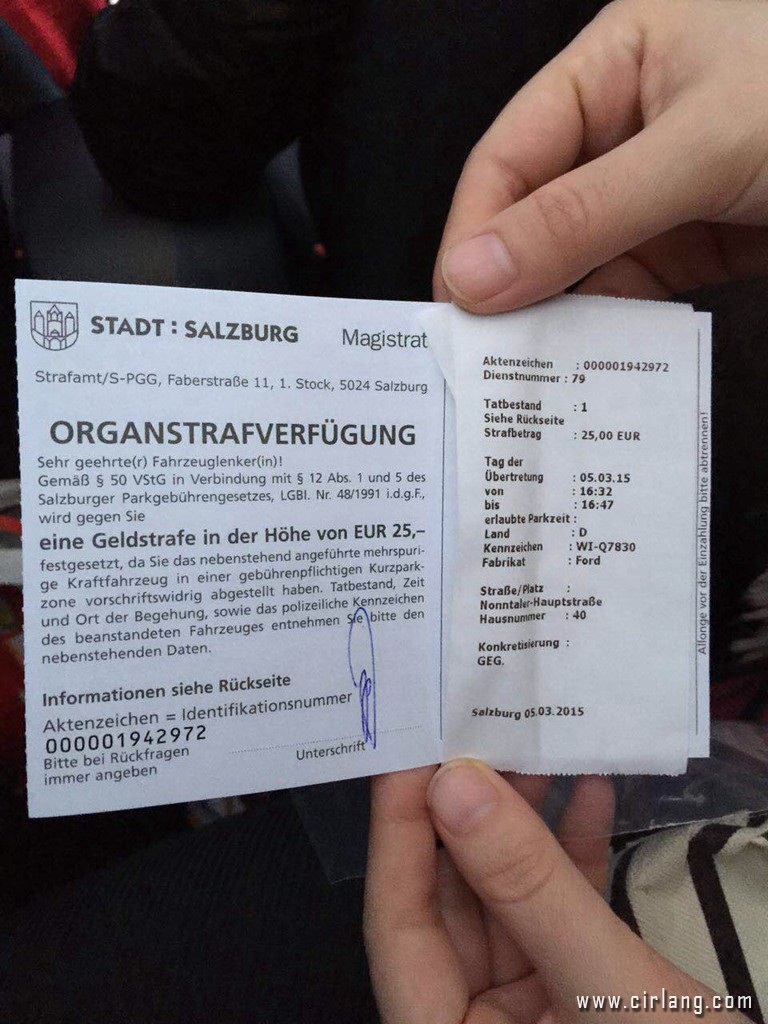 STADT : SALZBURG
Magistrat
Strafamt/S-PGG, Faberstraße 11, 1. Stock, 5024 Salzburg
ORGANSTRAFVERFÜGUNG
Sehr geehrte(r) Fahrzeuglenker(in)!
Gemäß § 50 VStG in Verbindung mit § 12 Abs. 1 und 5 des
Salzburger Parkgebührengesetzes, LGBl. Nr. 48/1991 i.d.g.F.,
wird gegen Sie
eine Geldstrafe in der Höhe von EUR 25,–
festgesetzt, da Sie das nebenstehend angeführte mehrspuri-
ge Kraftfahrzeug in einer gebührenpflichtigen Kurzpark-
zone vorschriftswidrig abgestellt haben. Tatbestand, Zeit
und Ort der Begehung, sowie das polizeiliche Kennzeichen
des beanstandeten Fahrzeuges entnehmen Sie bitte den
nebenstehenden Daten.
Informationen siehe Rückseite
Aktenzeichen = Identifikationsnummer
000001942972
Bitte bei Rückfragen
immer angeben
Unterschrift
Aktenzeichen : 000001942972
Dienstnummer : 79
Tatbestand : 1
Siehe Rückseite
Strafbetrag : 25,00 EUR
Tag der
Übertretung : 05.03.15
von : 16:32
bis : 16:47
erlaubte Parkzeit :
Land : D
Kennzeichen : WI-Q7830
Fabrikat : Ford
Straße/Platz :
Nonntaler-Hauptstraße
Hausnummer : 40
Konkretisierung :
GEG.
Salzburg 05.03.2015
Allonge vor der Einzahlung bitte abtrennen!
www.cirlang.com